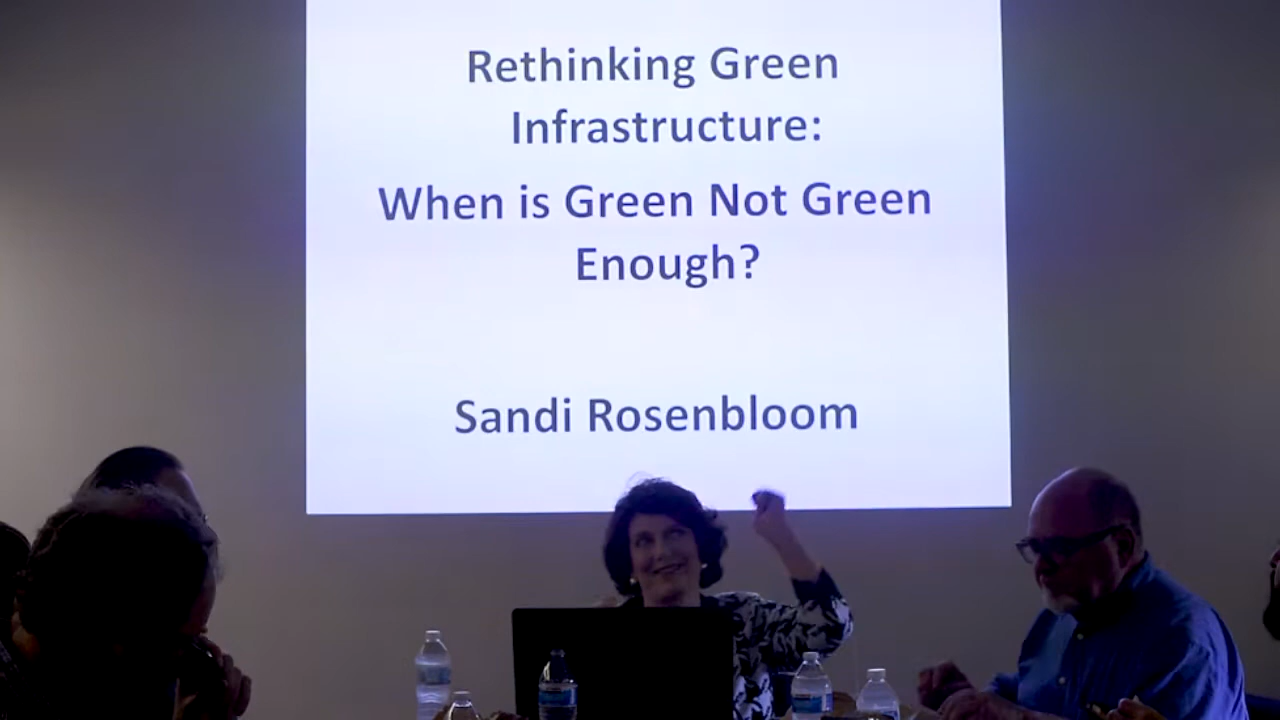 Rethinking Green
Infrastructure:
When is Green Not Green
Enough?
Sandi Rosenbloom